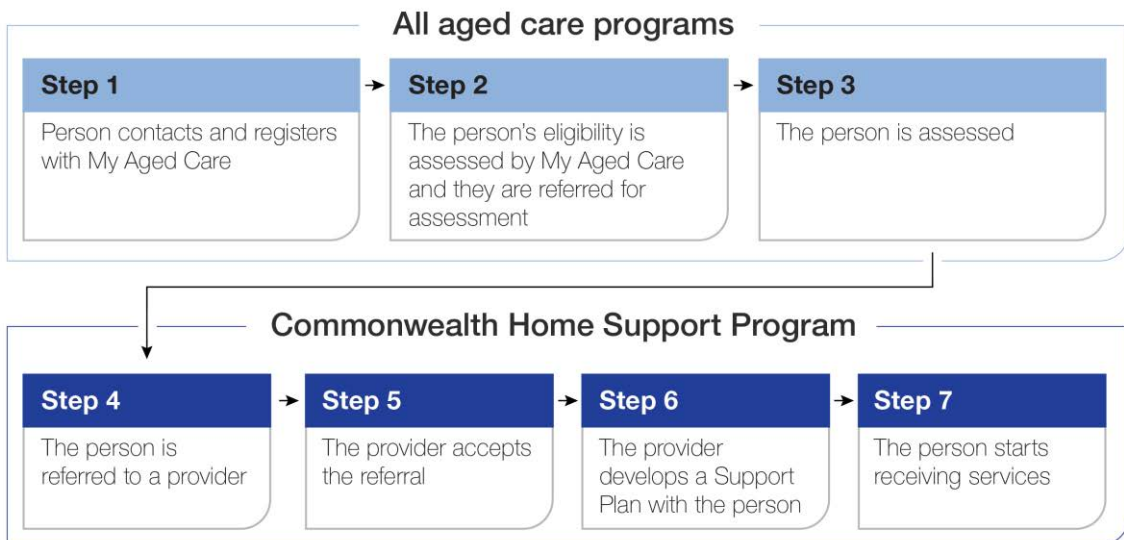 All aged care programs
Step 1
Person contacts and registers
with My Aged Care
Step 2
The person's eligibility is
assessed by My Aged Care
and they are referred for
assessment
Step 3
The person is assessed
Commonwealth Home Support Program
Step 4
The person is
referred to a provider
Step 5
The provider accepts
the referral
Step 6
The provider
develops a Support
Plan with the person
Step 7
The person starts
receiving services